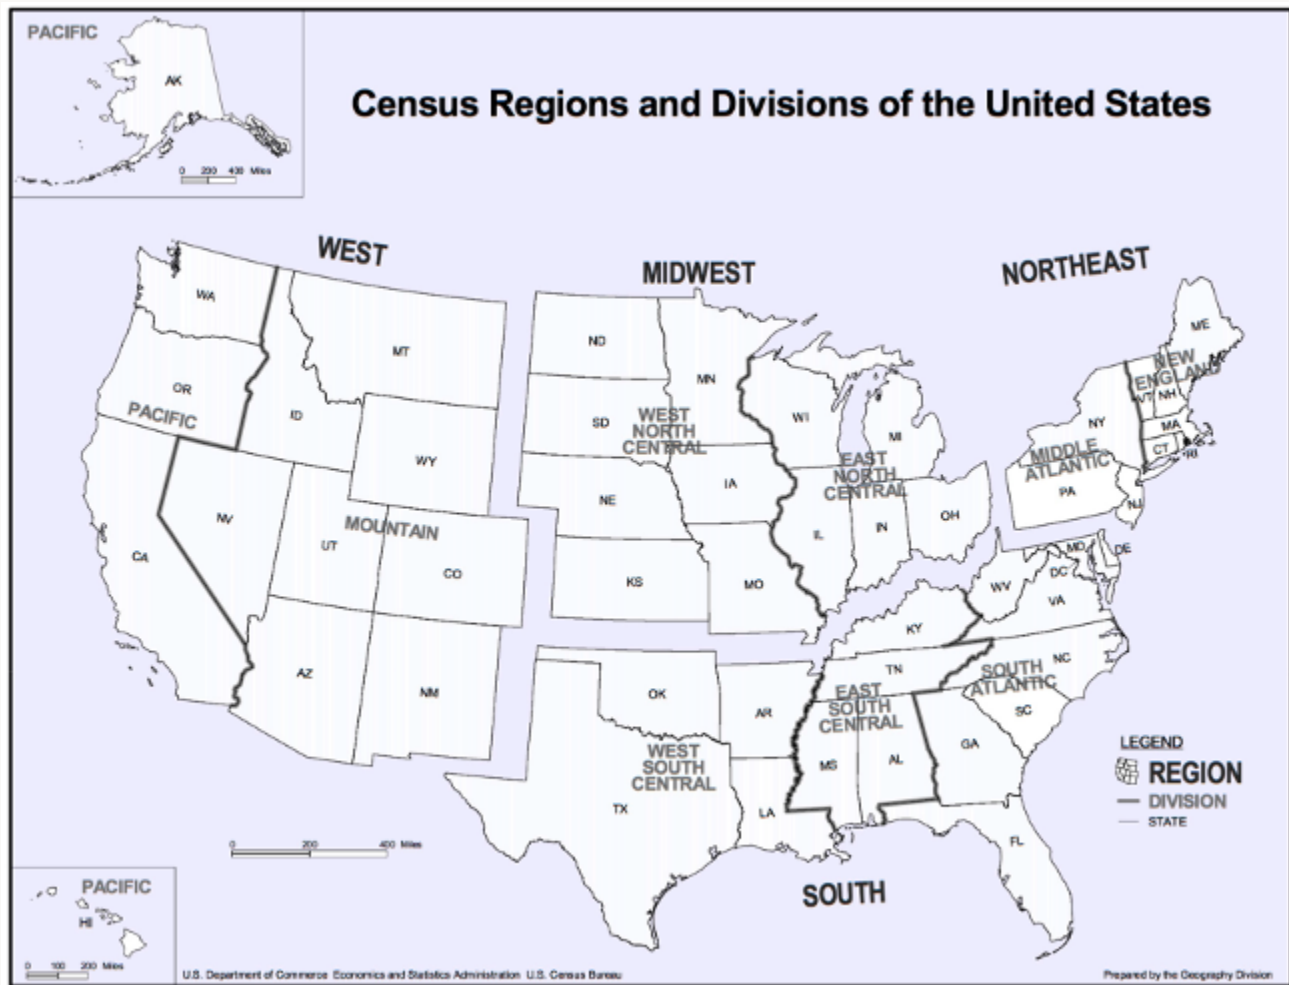 PACIFIC
AK
0 200 400 Miles
Census Regions and Divisions of the United States
WEST
MIDWEST
NORTHEAST
WA
MT
OR
PACIFIC
ID
WY
NV
MOUNTAIN
UT
CO
CA
AZ
NM
ND
MN
SD
WEST
NORTH
CENTRAL
NE
IA
KS
MO
WI
MI
EAST
NORTH
CENTRAL
IL
IN
OH
ME
NEW
ENGLAND
VT
NH
MA
CT
RI
NY
MIDDLE
ATLANTIC
PA
NJ
MD
DE
DC
WV
VA
KY
TN
NC
SOUTH
ATLANTIC
SC
EAST
SOUTH
CENTRAL
MS
AL
GA
FL
OK
AR
WEST
SOUTH
CENTRAL
TX
LA
SOUTH
LEGEND
REGION
DIVISION
STATE
0 200 400 Miles
PACIFIC
HI
0 100 200 Miles
U.S. Department of Commerce Economics and Statistics Administration U.S. Census Bureau
Prepared by the Geography Division